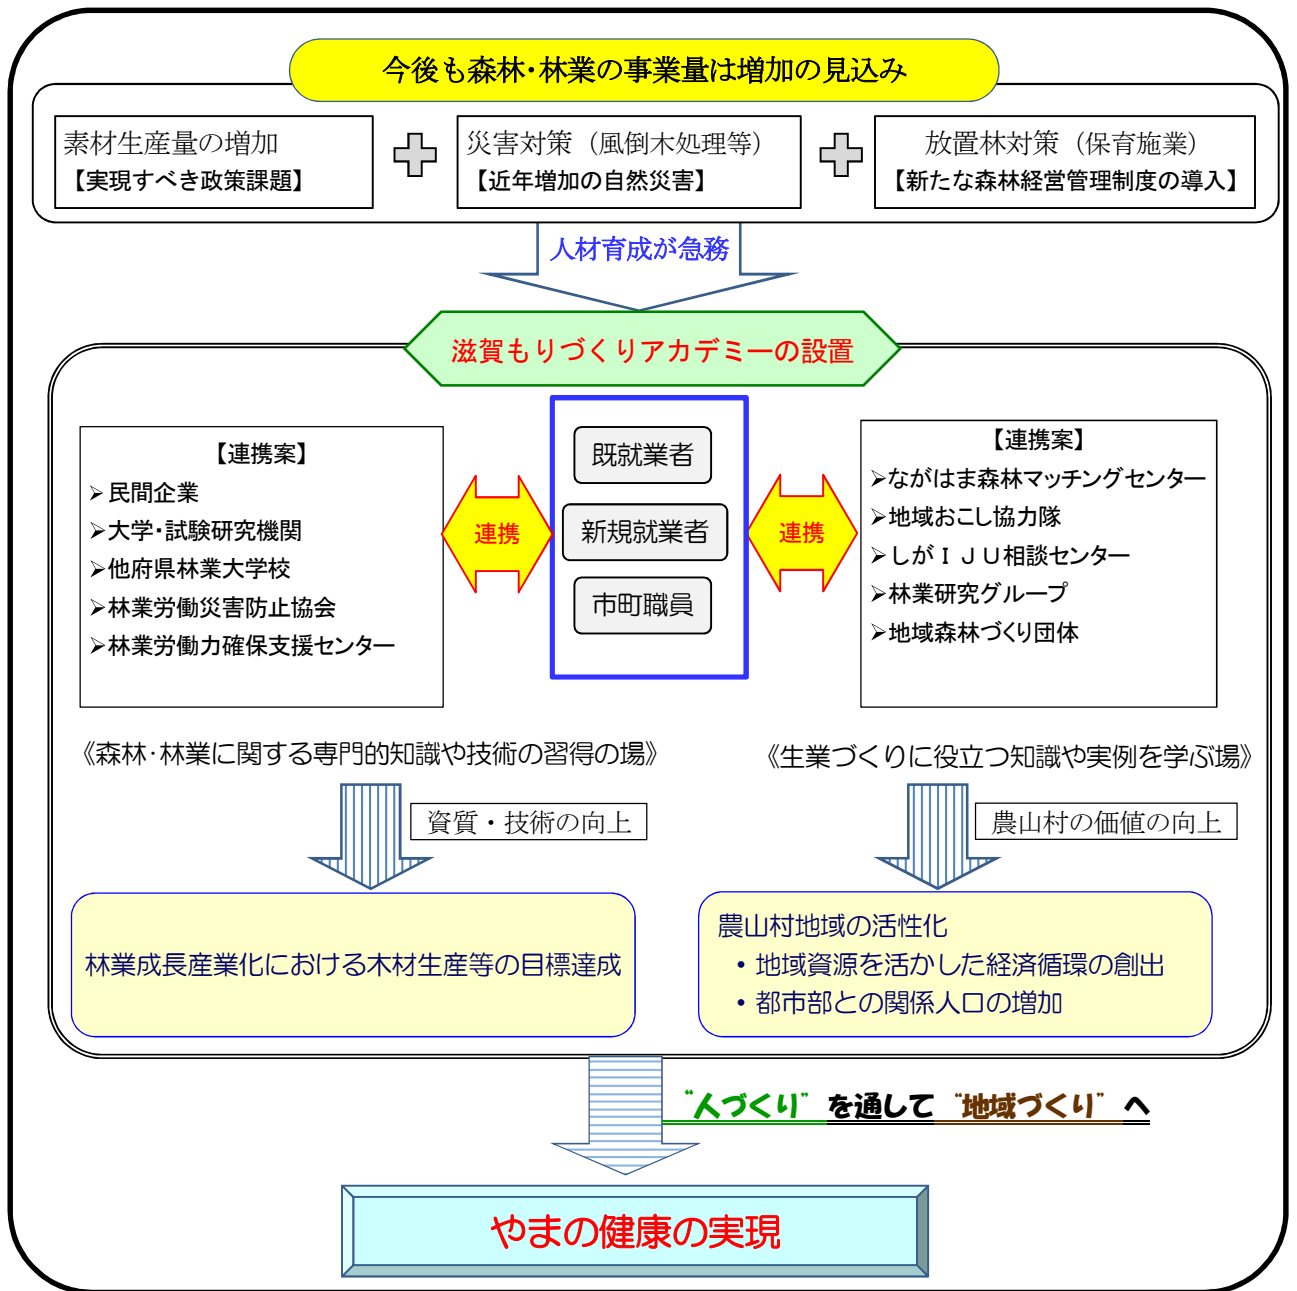 今後も森林・林業の事業量は増加の見込み
素材生産量の増加
【実現すべき政策課題】
災害対策（風倒木処理等）
【近年増加の自然災害】
放置林対策（保育施業）
【新たな森林経営管理制度の導入】
人材育成が急務
滋賀もりづくりアカデミーの設置
【連携案】
➢民間企業
➢大学・試験研究機関
➢他府県林業大学校
➢林業労働災害防止協会
➢林業労働力確保支援センター
連携
既就業者
新規就業者
市町職員
連携
【連携案】
➢ながはま森林マッチングセンター
➢地域おこし協力隊
➢しがＩＪＵ相談センター
➢林業研究グループ
➢地域森林づくり団体
《森林・林業に関する専門的知識や技術の習得の場》
《生業づくりに役立つ知識や実例を学ぶ場》
資質・技術の向上
農山村の価値の向上
林業成長産業化における木材生産等の目標達成
農山村地域の活性化
・地域資源を活かした経済循環の創出
・都市部との関係人口の増加
“人づくり”を通して“地域づくり”へ
やまの健康の実現